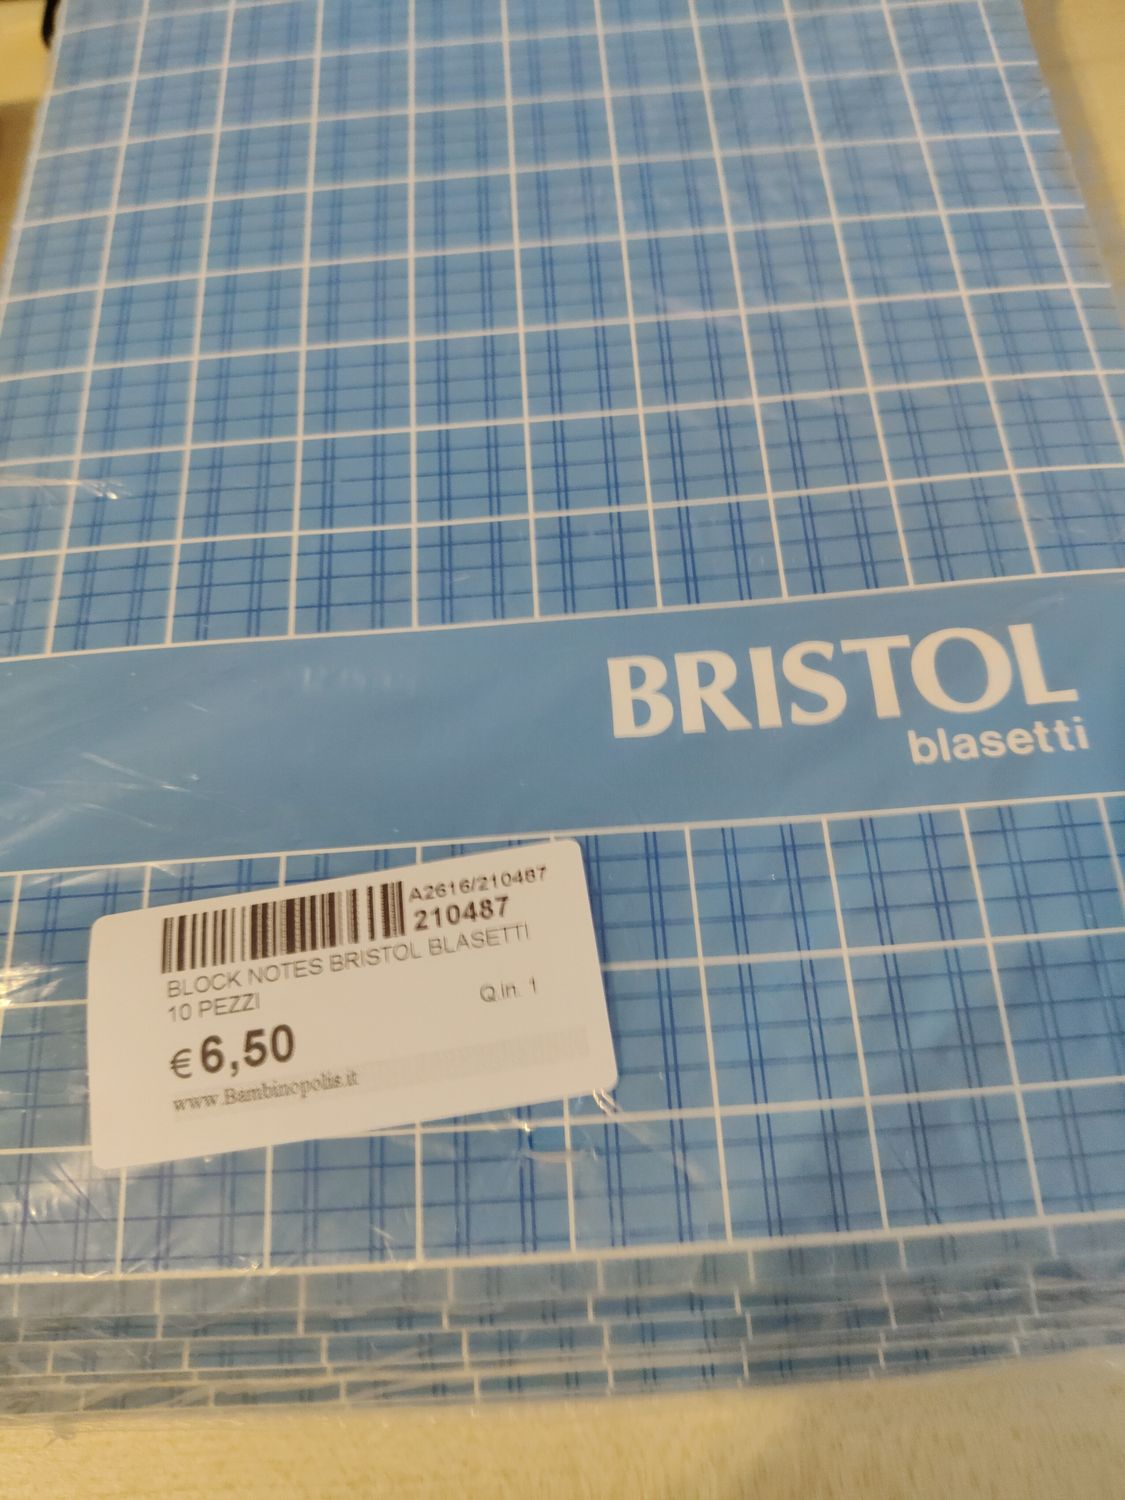 BRISTOL
blasetti
A2616/210487
210487
BLOCK NOTES BRISTOL BLASETTI
10 PEZZI
Q.In. 1
€6,50
www.Bambinopolis.it